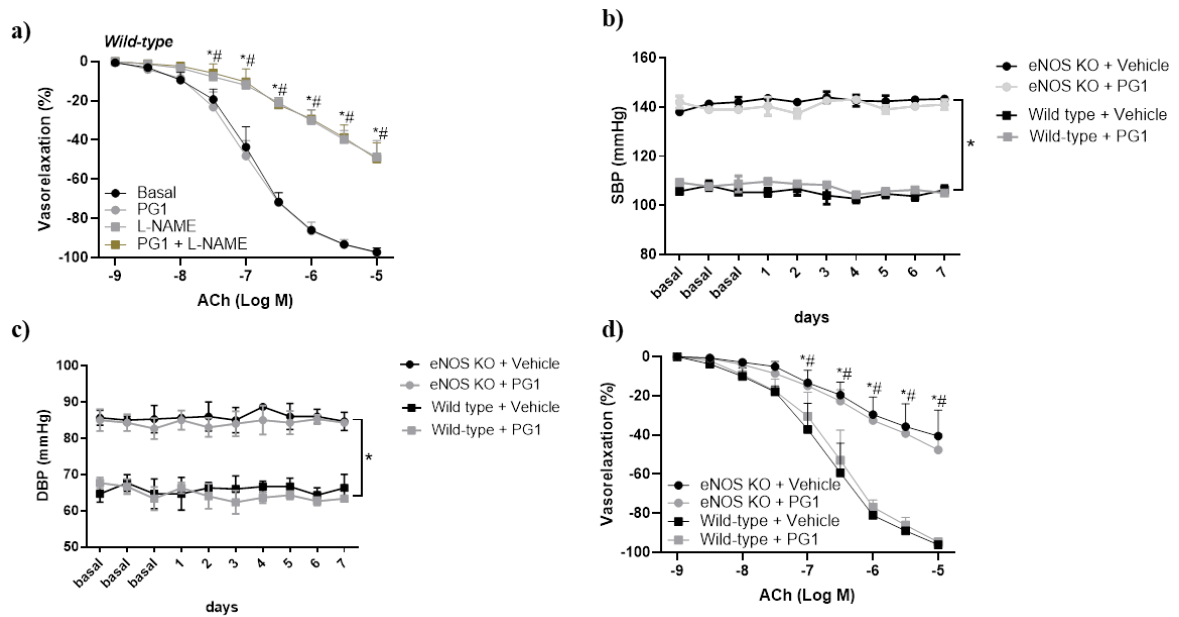 a)
Wild-type
*# *# *# *# *# *#
0
-20
-40
-60
-80
-100
Vasorelaxation (%)
Basal
PG1
L-NAME
PG1 + L-NAME
-9 -8 -7 -6 -5
ACh (Log M)
b)
160
140
120
100
80
SBP (mmHg)
eNOS KO + Vehicle
eNOS KO + PG1
Wild type + Vehicle
Wild-type + PG1
*
basal basal basal 1 2 3 4 5 6 7
days
c)
100
90
80
70
60
50
DBP (mmHg)
eNOS KO + Vehicle
eNOS KO + PG1
Wild type + Vehicle
Wild-type + PG1
*
basal basal basal 1 2 3 4 5 6 7
days
d)
*# *# *# *# *#
0
-20
-40
-60
-80
-100
Vasorelaxation (%)
eNOS KO + Vehicle
eNOS KO + PG1
Wild-type + Vehicle
Wild-type + PG1
-9 -8 -7 -6 -5
ACh (Log M)